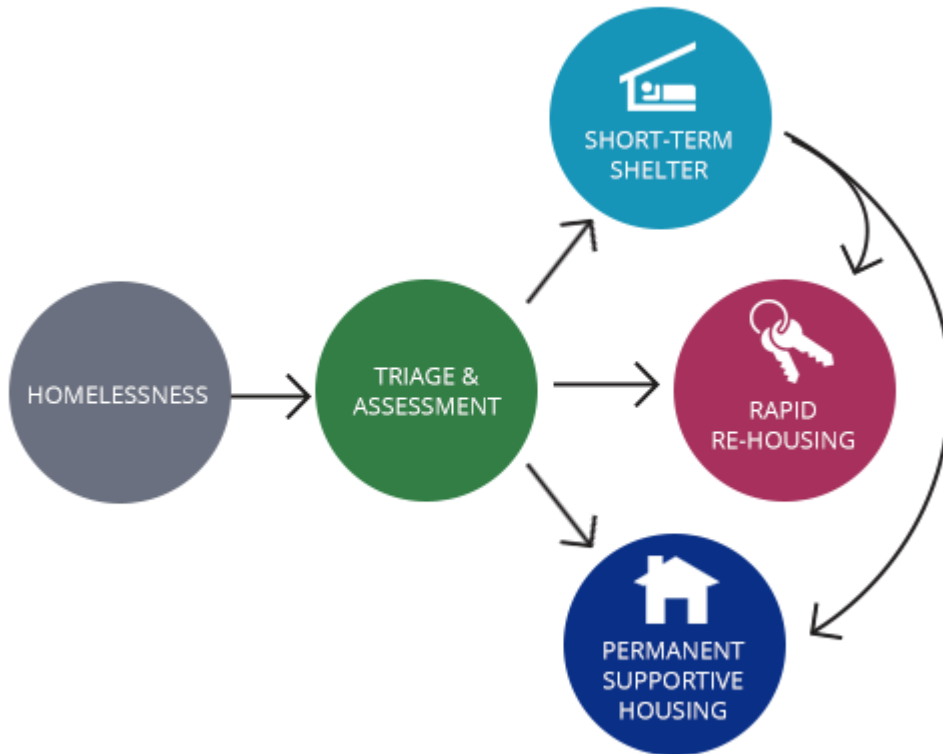 SHORT-TERM
SHELTER
HOMELESSNESS
TRIAGE &
ASSESSMENT
RAPID
RE-HOUSING
PERMANENT
SUPPORTIVE
HOUSING